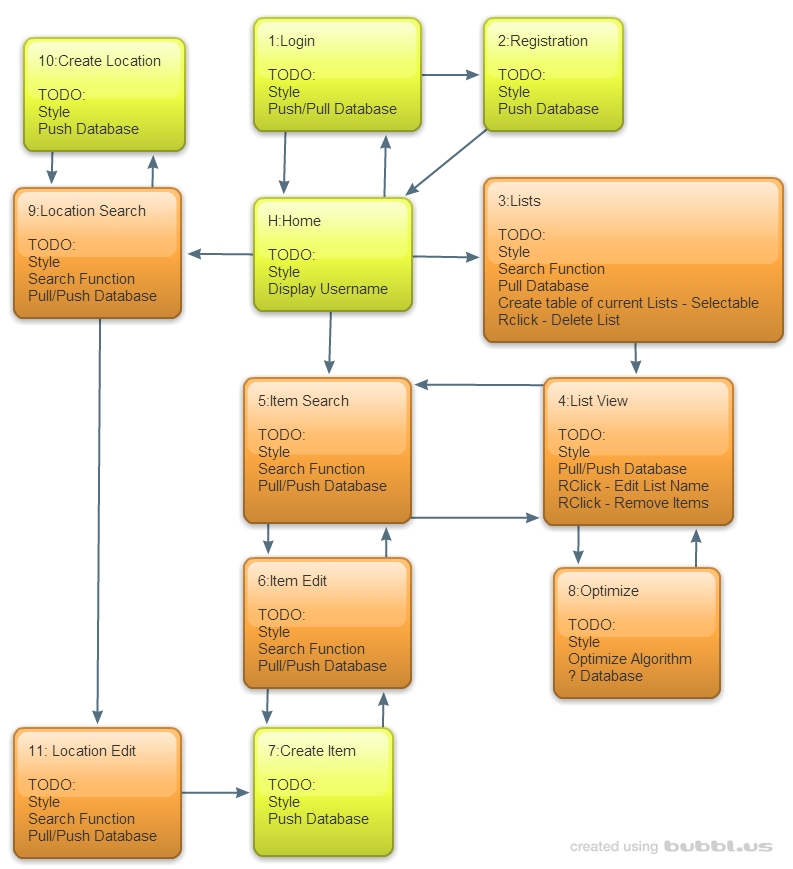 10:Create Location
TODO:
Style
Push Database
1:Login
TODO:
Style
Push/Pull Database
2:Registration
TODO:
Style
Push Database
9:Location Search
TODO:
Style
Search Function
Pull/Push Database
H:Home
TODO:
Style
Display Username
3:Lists
TODO:
Style
Search Function
Pull Database
Create table of current Lists - Selectable
Rclick - Delete List
5:Item Search
TODO:
Style
Search Function
Pull/Push Database
4:List View
TODO:
Style
Pull/Push Database
RClick - Edit List Name
RClick - Remove Items
6:Item Edit
TODO:
Style
Search Function
Pull/Push Database
8:Optimize
TODO:
Style
Optimize Algorithm
? Database
11: Location Edit
TODO:
Style
Search Function
Pull/Push Database
7:Create Item
TODO:
Style
Push Database
created using bubbl.us